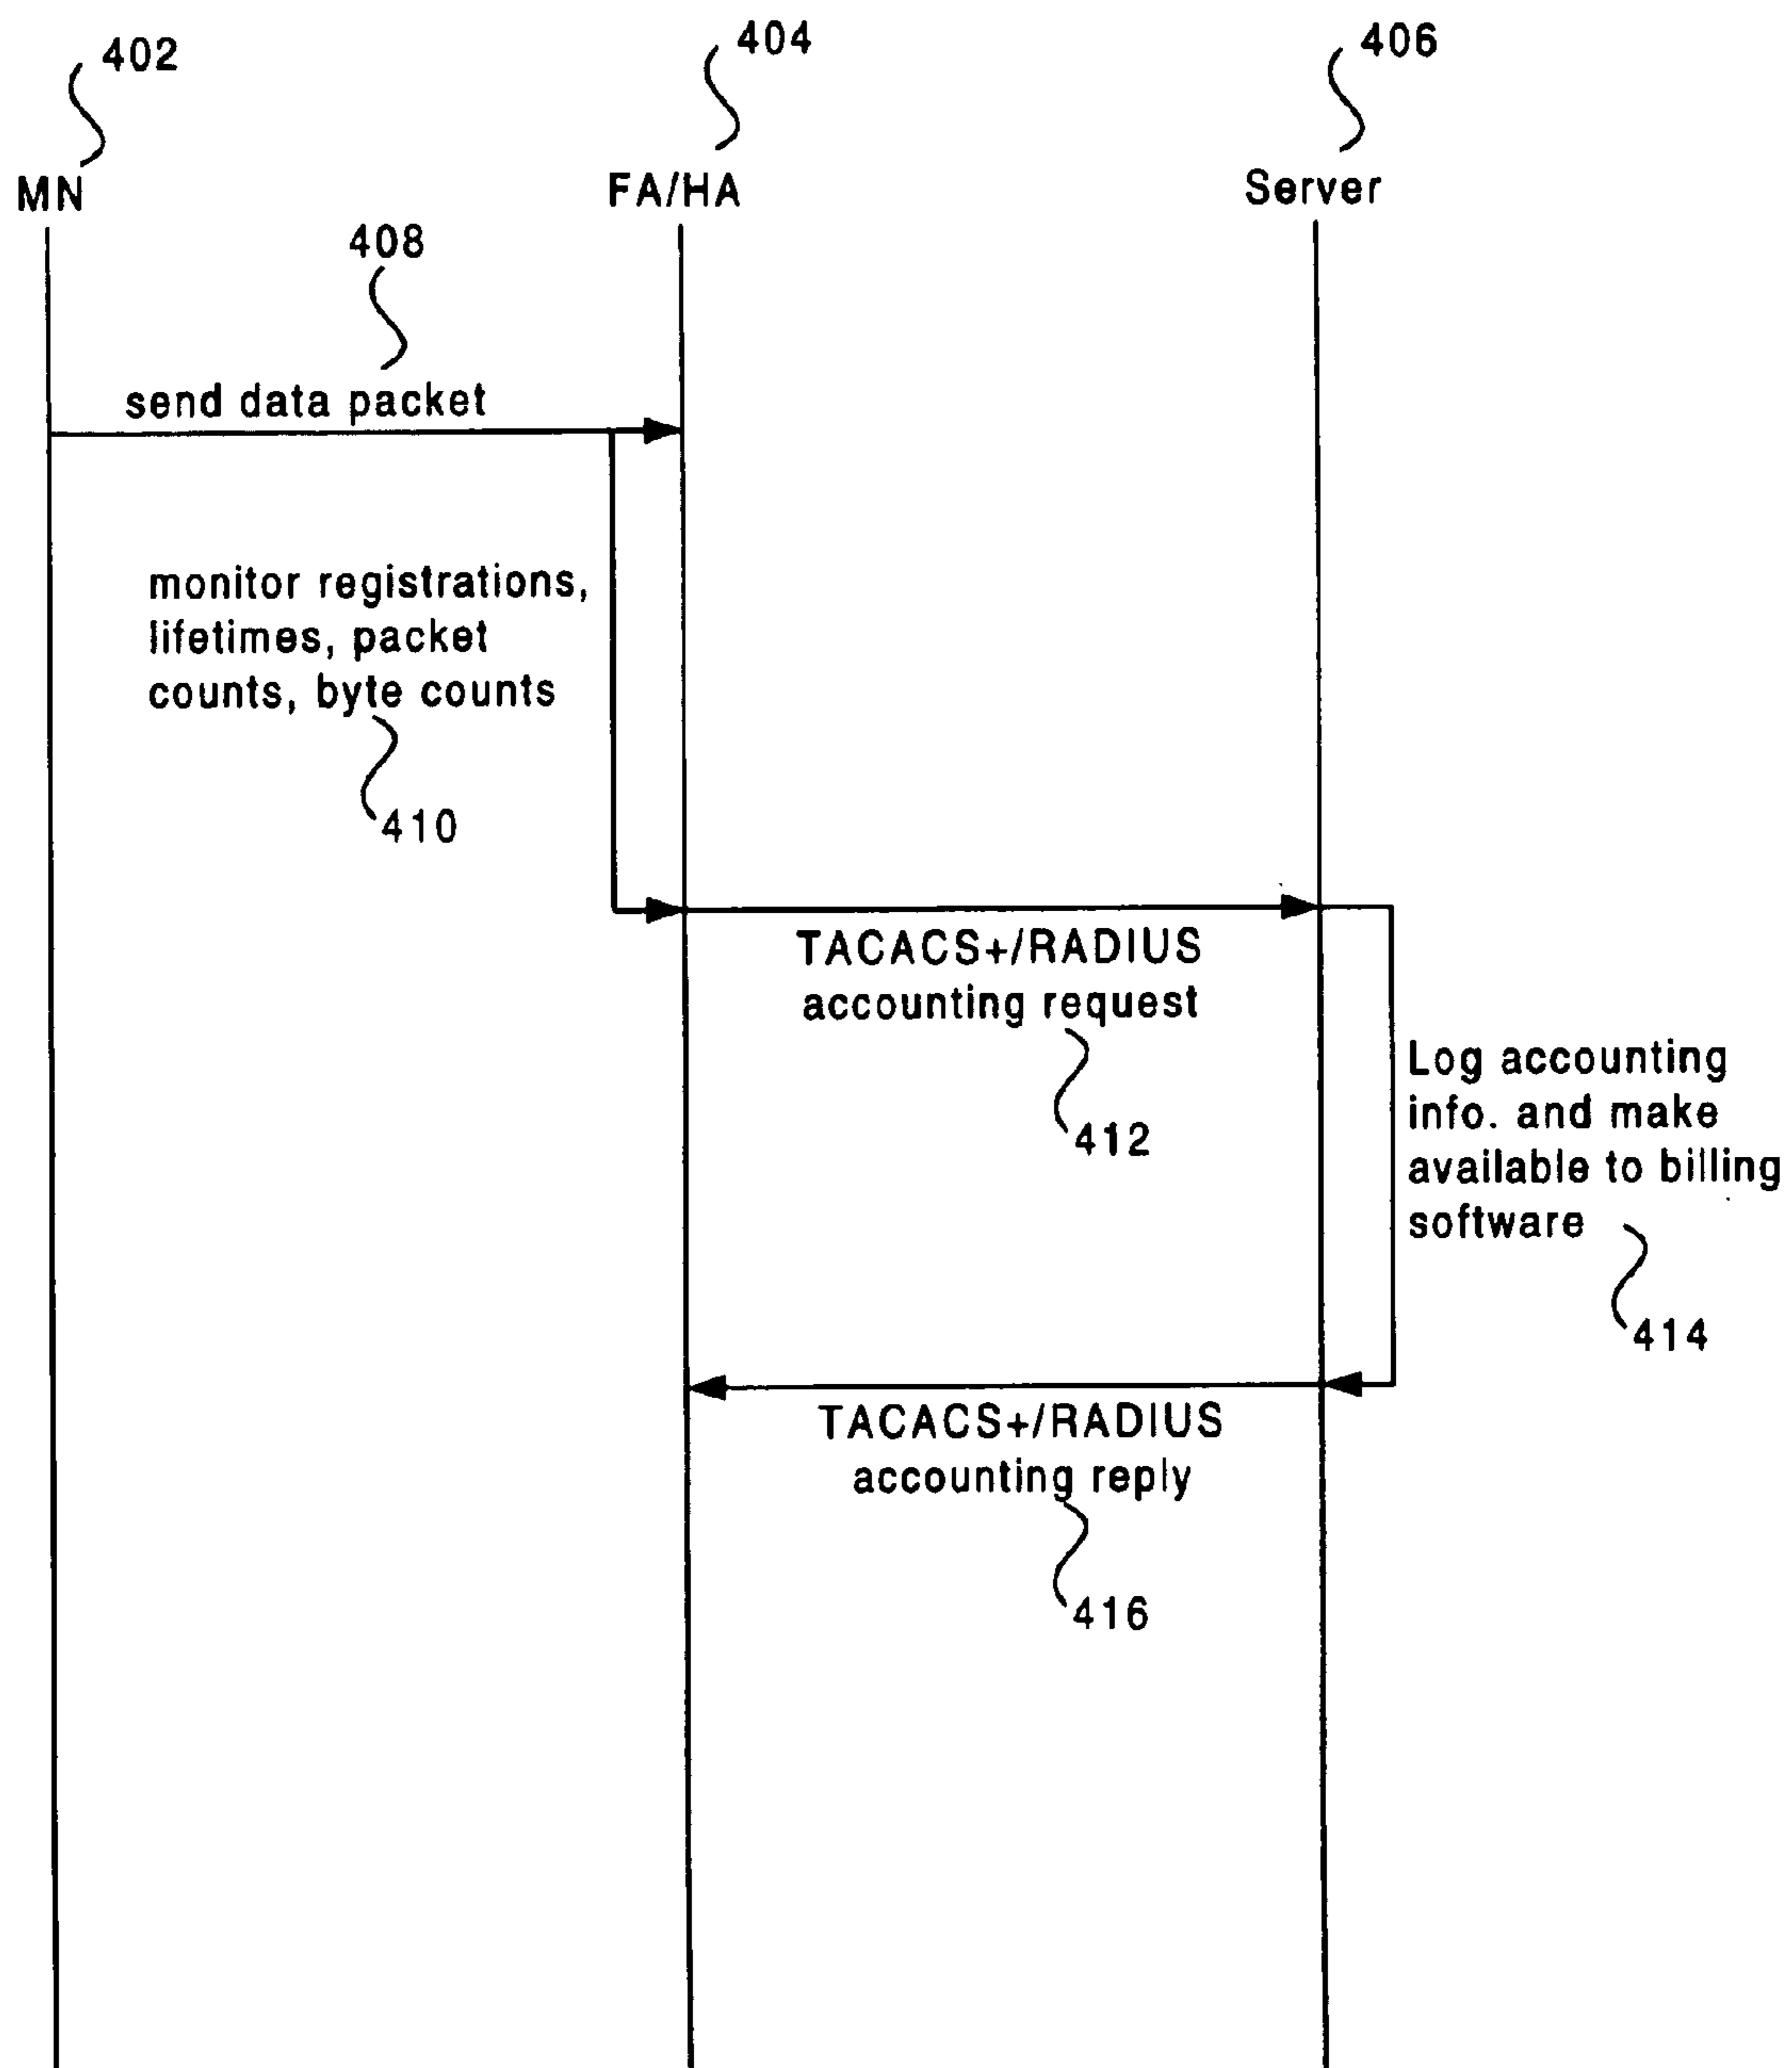 402
404
406
MN
FA/HA
Server
408
send data packet
monitor registrations,
lifetimes, packet
counts, byte counts
410
TACACS+/RADIUS
accounting request
412
Log accounting
info. and make
available to billing
software
414
TACACS+/RADIUS
accounting reply
416